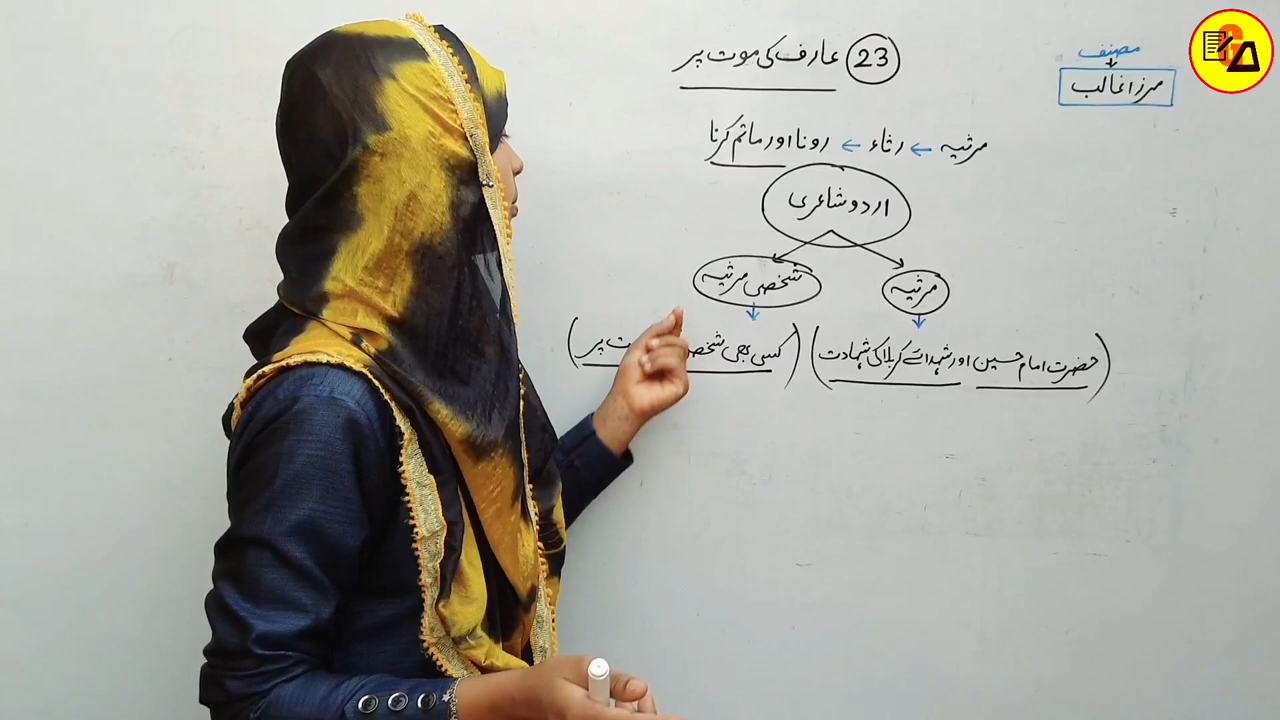 23 عارف کی موت پر
مصنف
مرزا غالب
مرثیہ ← رثاء ← رونا اور ماتم کرنا
اردو شاعری
مرثیہ
شخصی مرثیہ
(حضرت امام حسین اور شہدائے کربلا کی شہادت)
(کسی بھی شخص پر)